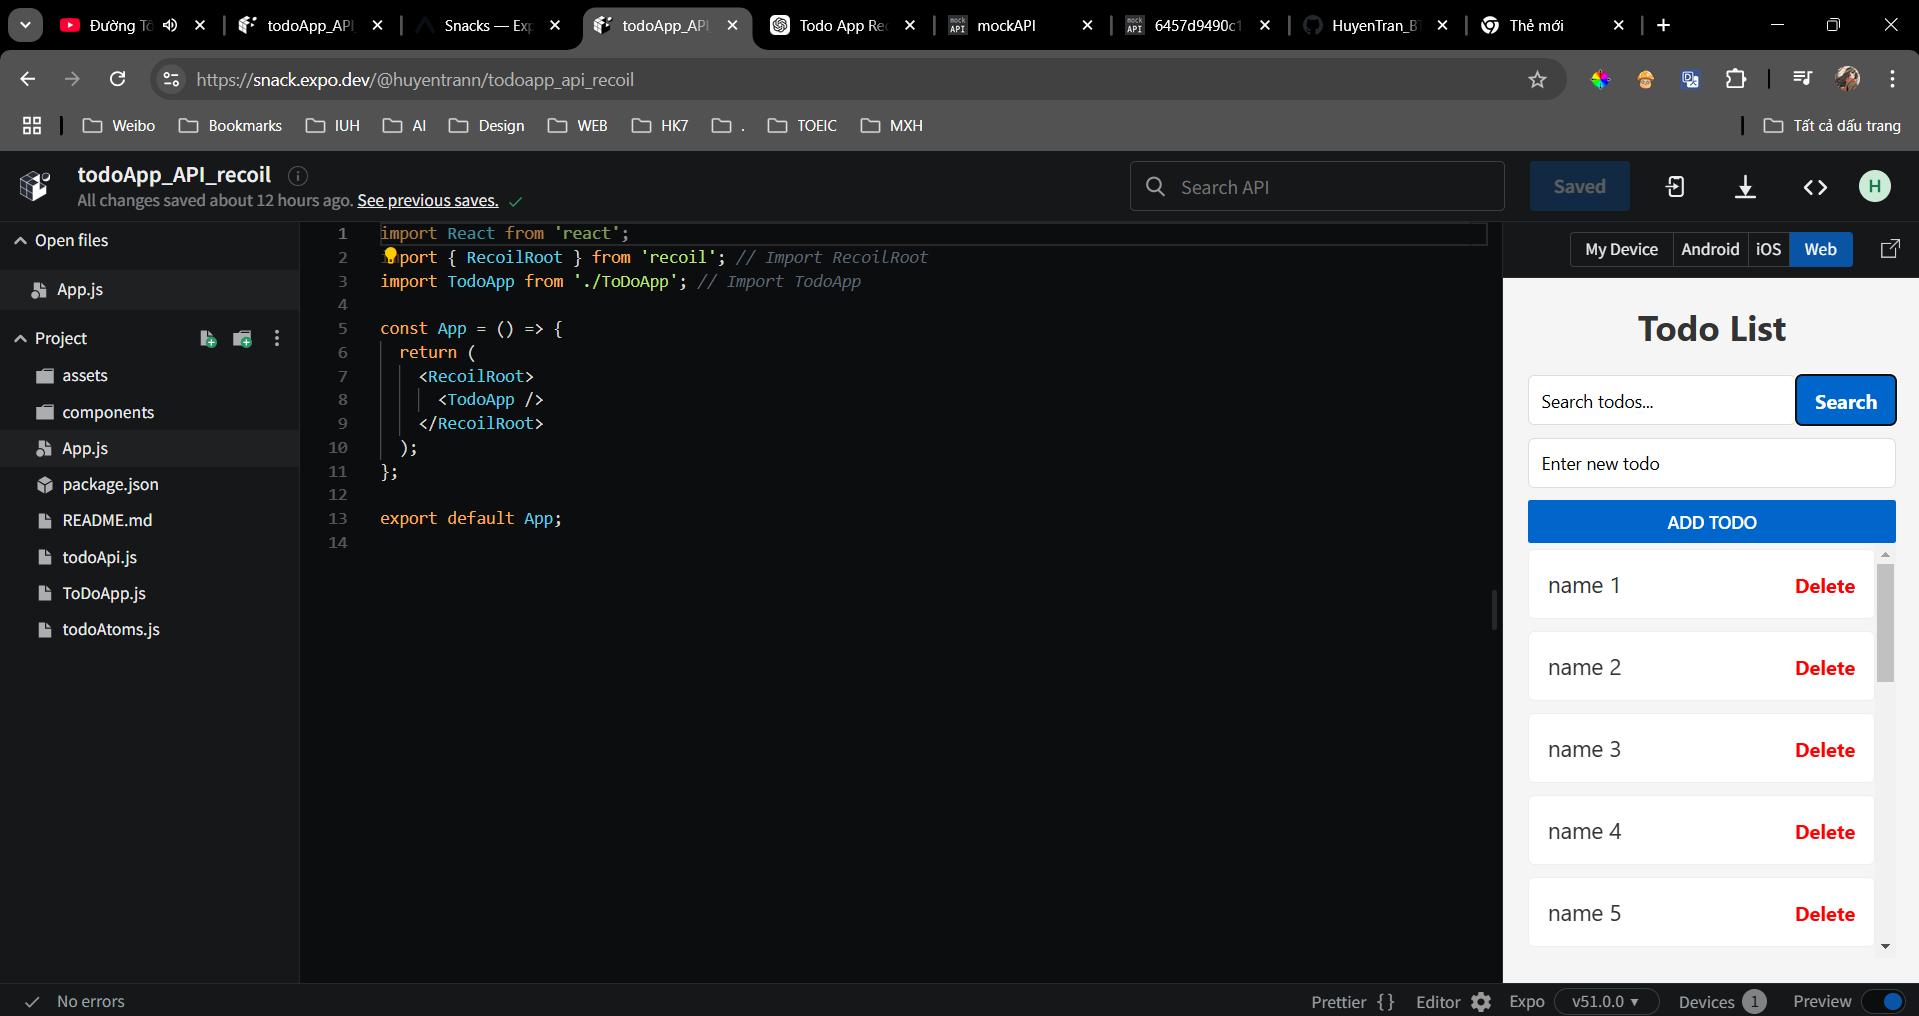 Đường Tô
todoApp_API
Snacks — Exp
todoApp_API
Todo App Rec
mock API
mockAPI
mock API
6457d9490c1
HuyenTran_BT
Thẻ mới
https://snack.expo.dev/@huyentrann/todoapp_api_recoil
Weibo
Bookmarks
IUH
AI
Design
WEB
HK7
.
TOEIC
MXH
Tất cả dấu trang
todoApp_API_recoil
All changes saved about 12 hours ago. See previous saves.
Search API
Saved
H
Open files
App.js
Project
assets
components
App.js
package.json
README.md
todoApi.js
ToDoApp.js
todoAtoms.js
1 import React from 'react';
2 import { RecoilRoot } from 'recoil'; // Import RecoilRoot
3 import TodoApp from './ToDoApp'; // Import TodoApp
4
5 const App = () => {
6 return (
7 <RecoilRoot>
8 <TodoApp />
9 </RecoilRoot>
10 );
11 };
12
13 export default App;
14
My Device
Android
iOS
Web
Todo List
Search todos...
Search
Enter new todo
ADD TODO
name 1 Delete
name 2 Delete
name 3 Delete
name 4 Delete
name 5 Delete
No errors
Prettier {}
Editor
Expo
v51.0.0
Devices 1
Preview